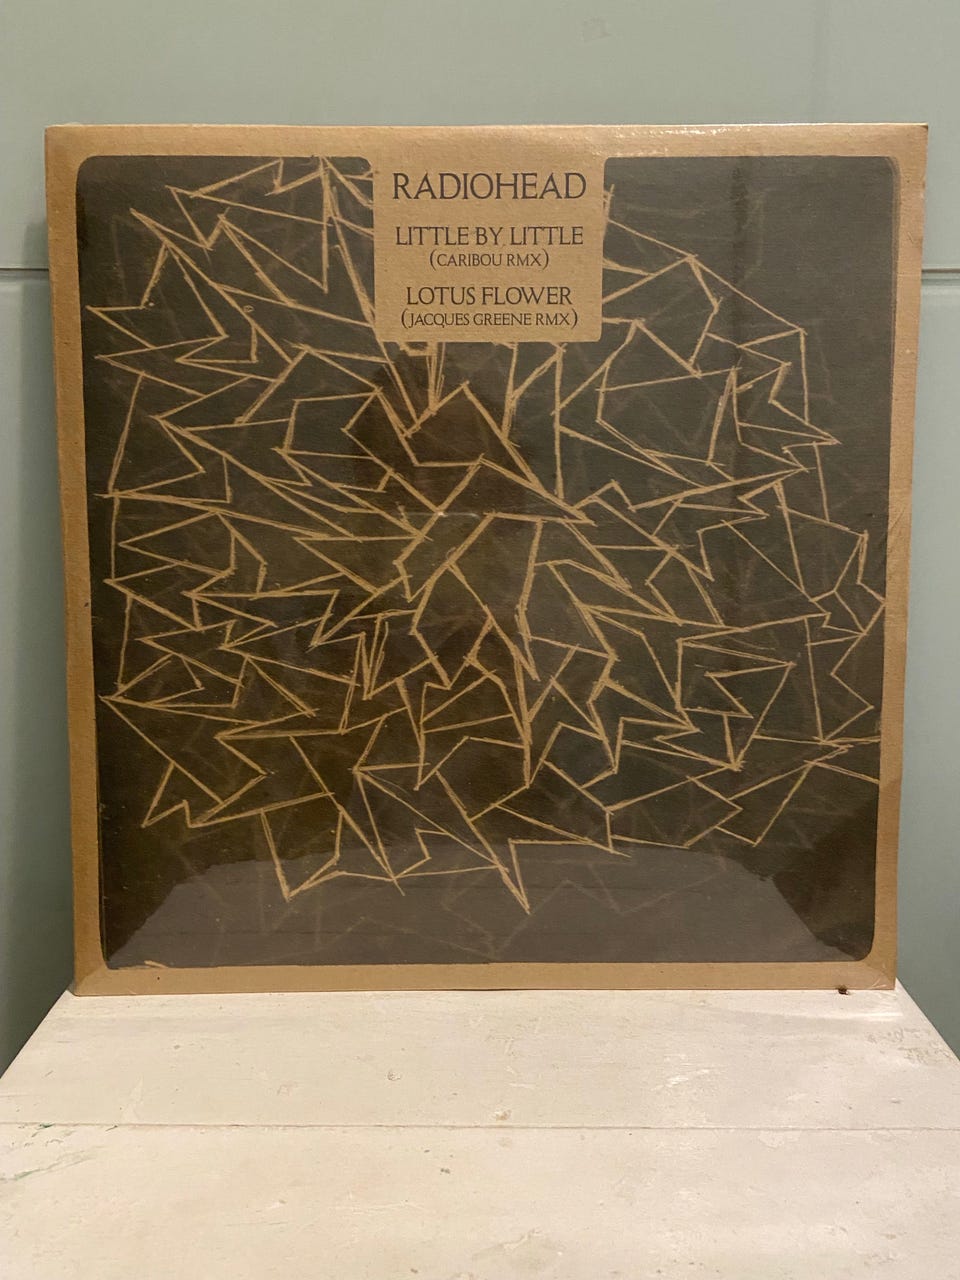 RADIOHEAD
LITTLE BY LITTLE
(CARIBOU RMX)
LOTUS FLOWER
(JACQUES GREENE RMX)